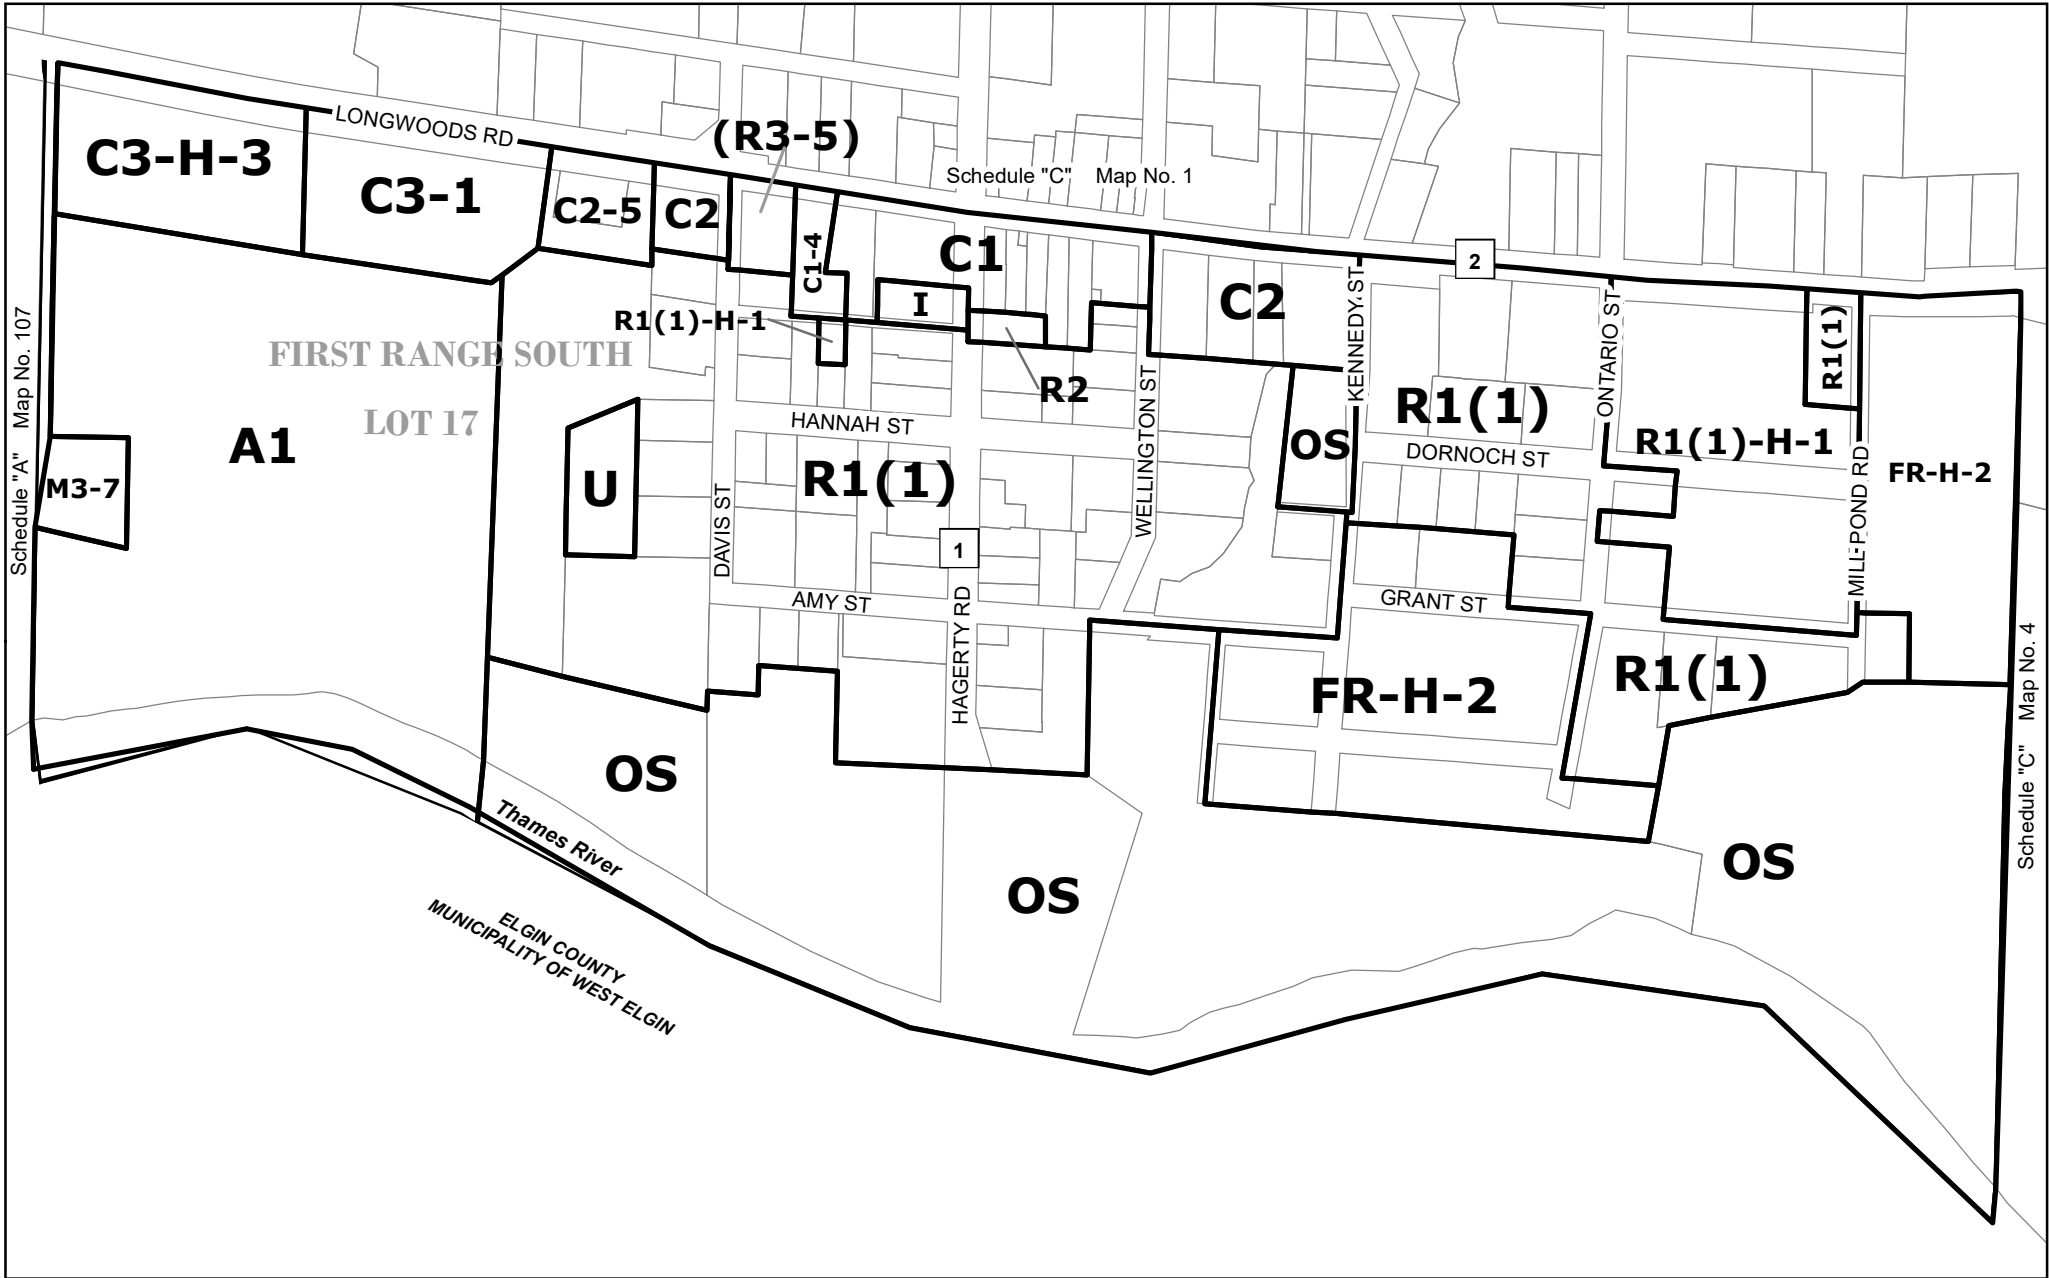 LONGWOODS RD
(R3-5)
C3-H-3
C3-1
Schedule "C" Map No. 1
C2-5
C2
C1-4
C1
2
C2
I
R1(1)-H-1
R2
KENNEDY ST
ONTARIO ST
R1(1)
FIRST RANGE SOUTH
LOT 17
Schedule "A" Map No. 107
A1
M3-7
U
HANNAH ST
R1(1)
DAVIS ST
WELLINGTON ST
OS
R1(1)
DORNOCH ST
R1(1)-H-1
MILL POND RD
FR-H-2
1
AMY ST
HAGERTY RD
GRANT ST
FR-H-2
R1(1)
Schedule "C" Map No. 4
OS
Thames River
OS
OS
ELGIN COUNTY
MUNICIPALITY OF WEST ELGIN